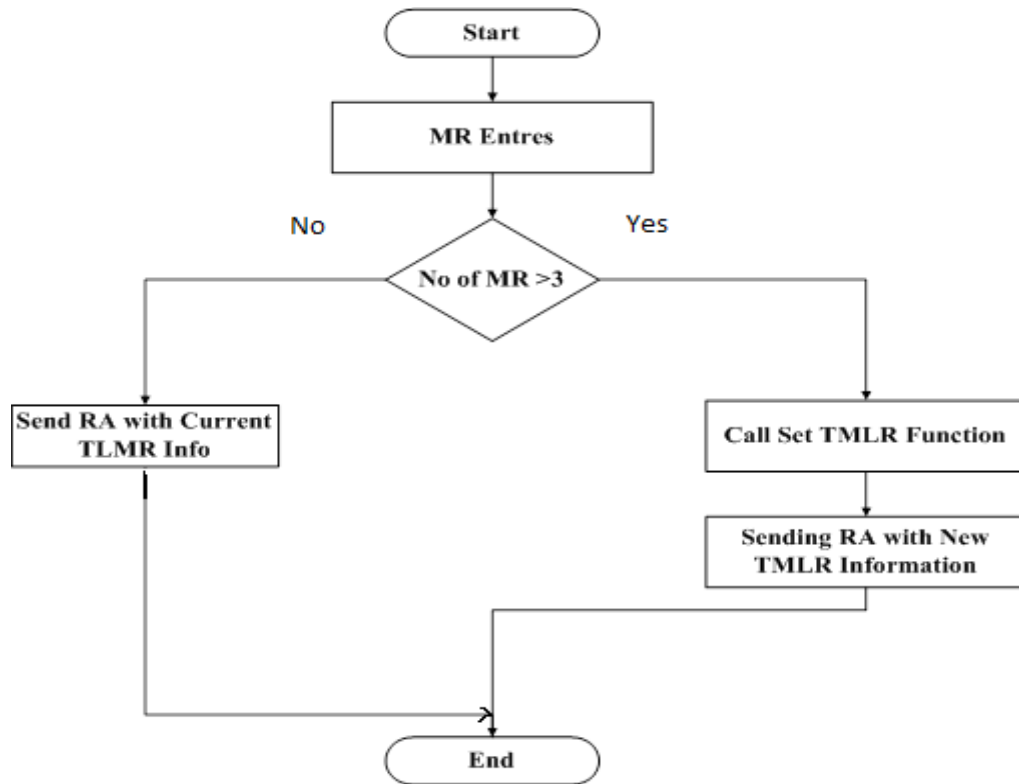 Start
MR Entres
No
Yes
No of MR >3
Send RA with Current
TLMR Info
Call Set TMLR Function
Sending RA with New
TMLR Information
End